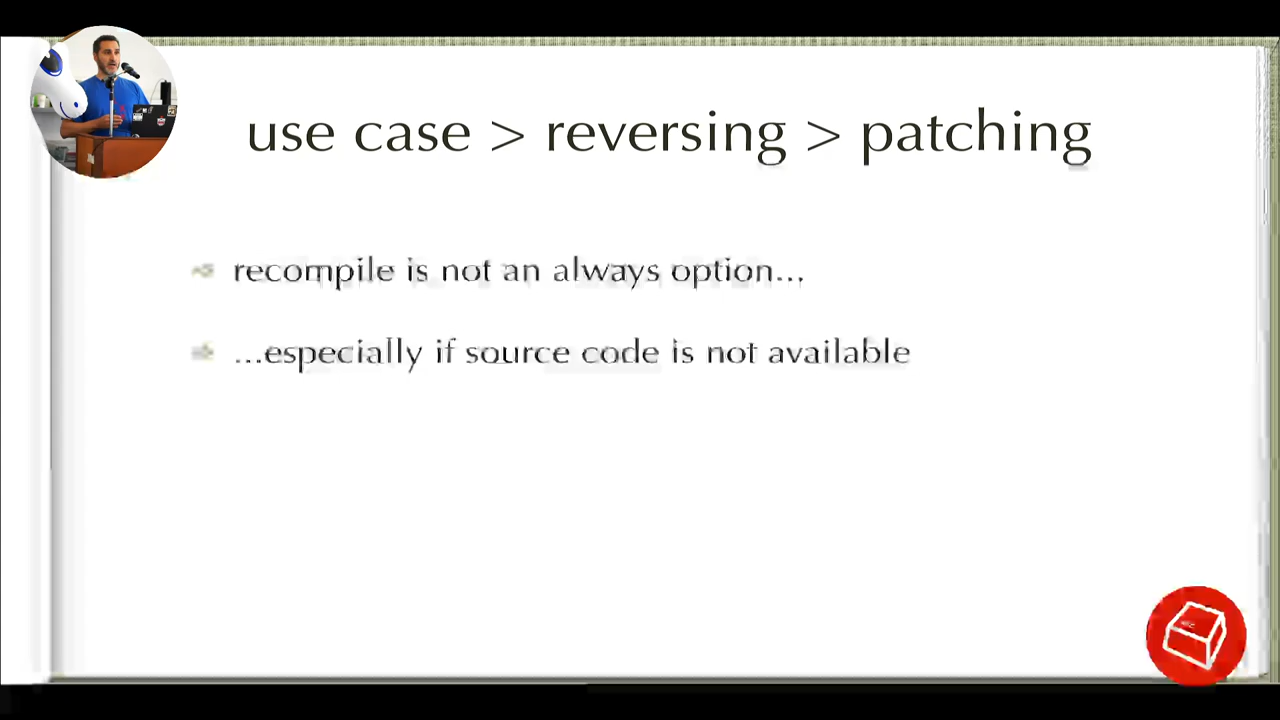 use case > reversing > patching
recompile is not an always option...
...especially if source code is not available